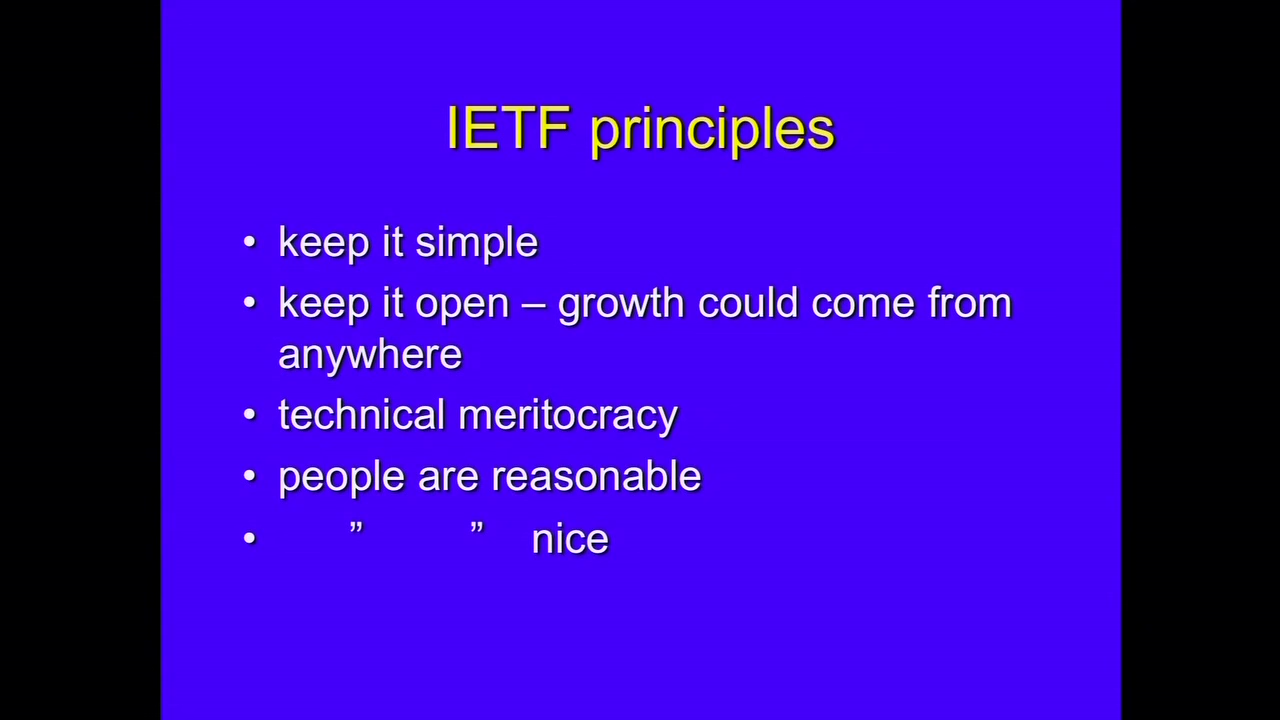 IETF principles
• keep it simple
• keep it open – growth could come from
anywhere
• technical meritocracy
• people are reasonable
• ” ” nice